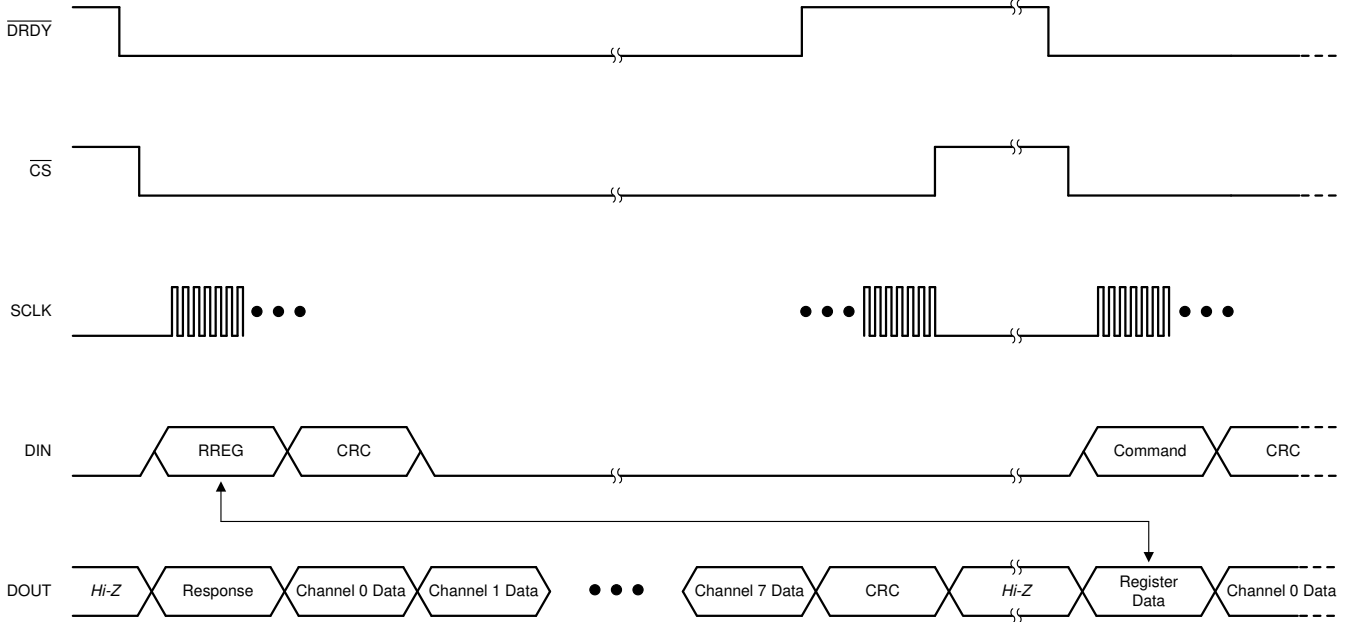 DRDY
CS
SCLK
DIN
RREG
CRC
Command
CRC
DOUT
Hi-Z
Response
Channel 0 Data
Channel 1 Data
Channel 7 Data
CRC
Hi-Z
Register
Data
Channel 0 Data